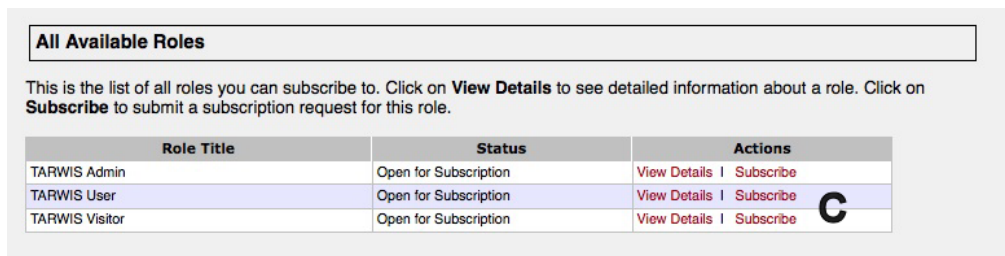 All Available Roles
This is the list of all roles you can subscribe to. Click on View Details to see detailed information about a role. Click on
Subscribe to submit a subscription request for this role.
Role Title Status Actions
TARWIS Admin Open for Subscription View Details | Subscribe
TARWIS User Open for Subscription View Details | Subscribe
TARWIS Visitor Open for Subscription View Details | Subscribe
C